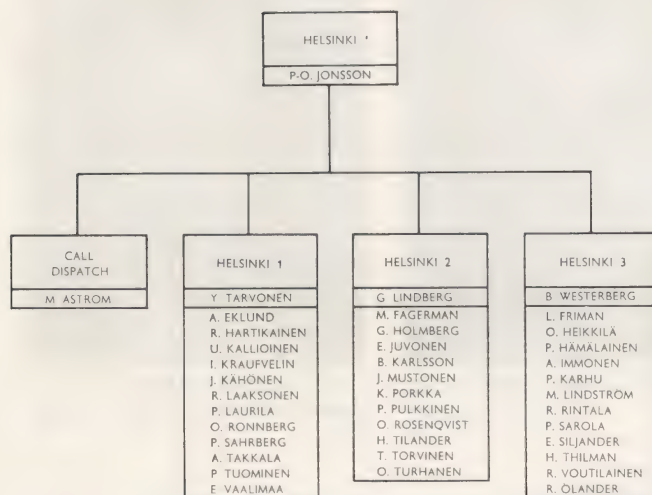 HELSINKI
P-O. JONSSON
CALL
DISPATCH
M ASTROM
HELSINKI 1
Y TARVONEN
A. EKLUND
R. HARTIKAINEN
U. KALLIOINEN
I. KRAUFVELIN
J. KÄHÖNEN
R. LAAKSONEN
P. LAURILA
O. RONNBERG
P. SAHRBERG
A. TAKKALA
P TUOMINEN
E VAALIMAA
HELSINKI 2
G LINDBERG
M. FAGERMAN
G. HOLMBERG
E. JUVONEN
B. KARLSSON
J. MUSTONEN
K. PORKKA
P. PULKKINEN
O. ROSENQVIST
H. TILANDER
T. TORVINEN
O. TURHANEN
HELSINKI 3
B WESTERBERG
L. FRIMAN
O. HEIKKILÄ
P. HÄMÄLAINEN
A. IMMONEN
P. KARHU
M. LINDSTRÖM
R. RINTALA
P. SAROLA
E. SILJANDER
H. THILMAN
R. VOUTILAINEN
R. ÖLANDER